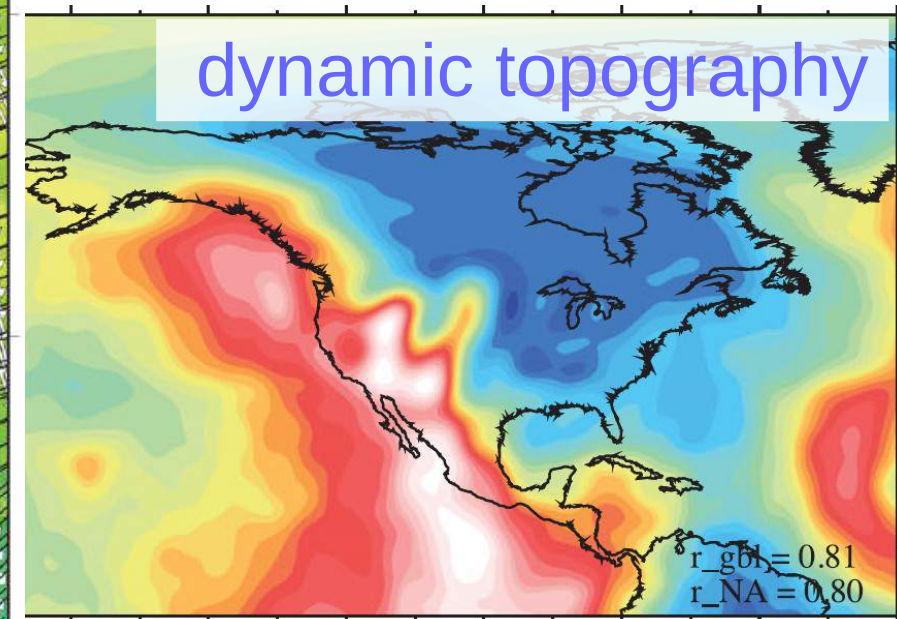 dynamic topography
r_gbl = 0.81
r_NA = 0.80